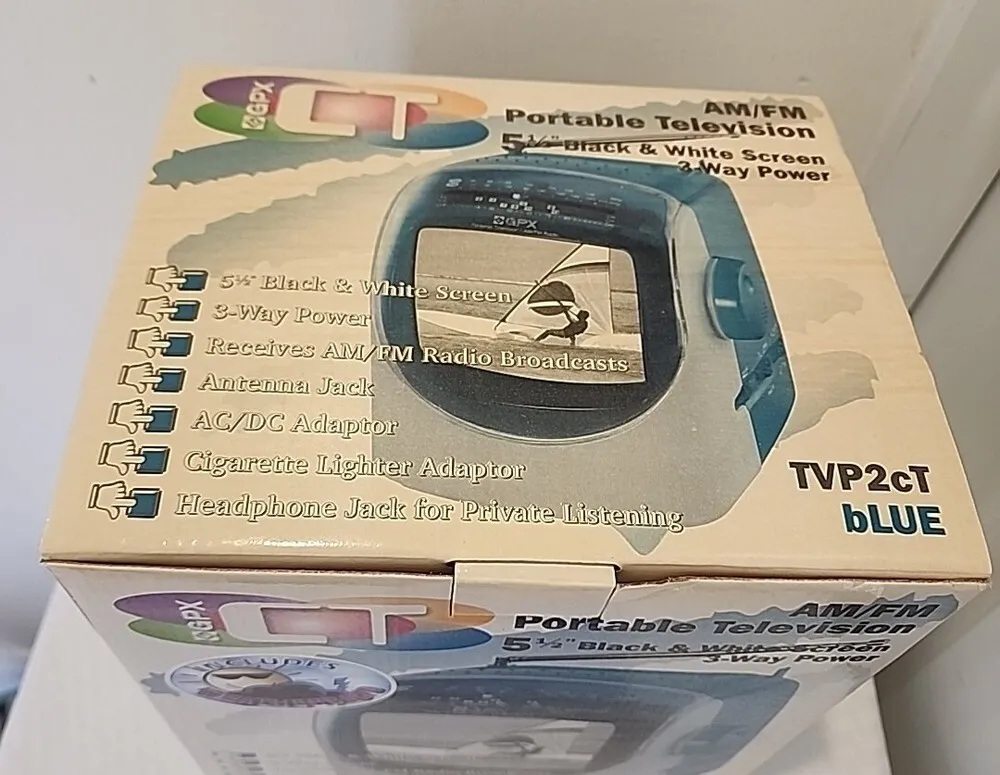 GPX CT
AM/FM
Portable Television
5½" Black & White Screen
3-Way Power
GPX
5½" Black & White Screen
3-Way Power
Receives AM/FM Radio Broadcasts
Antenna Jack
AC/DC Adaptor
Cigarette Lighter Adaptor
Headphone Jack for Private Listening
TVP2cT
bLUE
GPX CT
AM/FM
Portable Television
5½" Black & White Screen
3-Way Power
INCLUDES